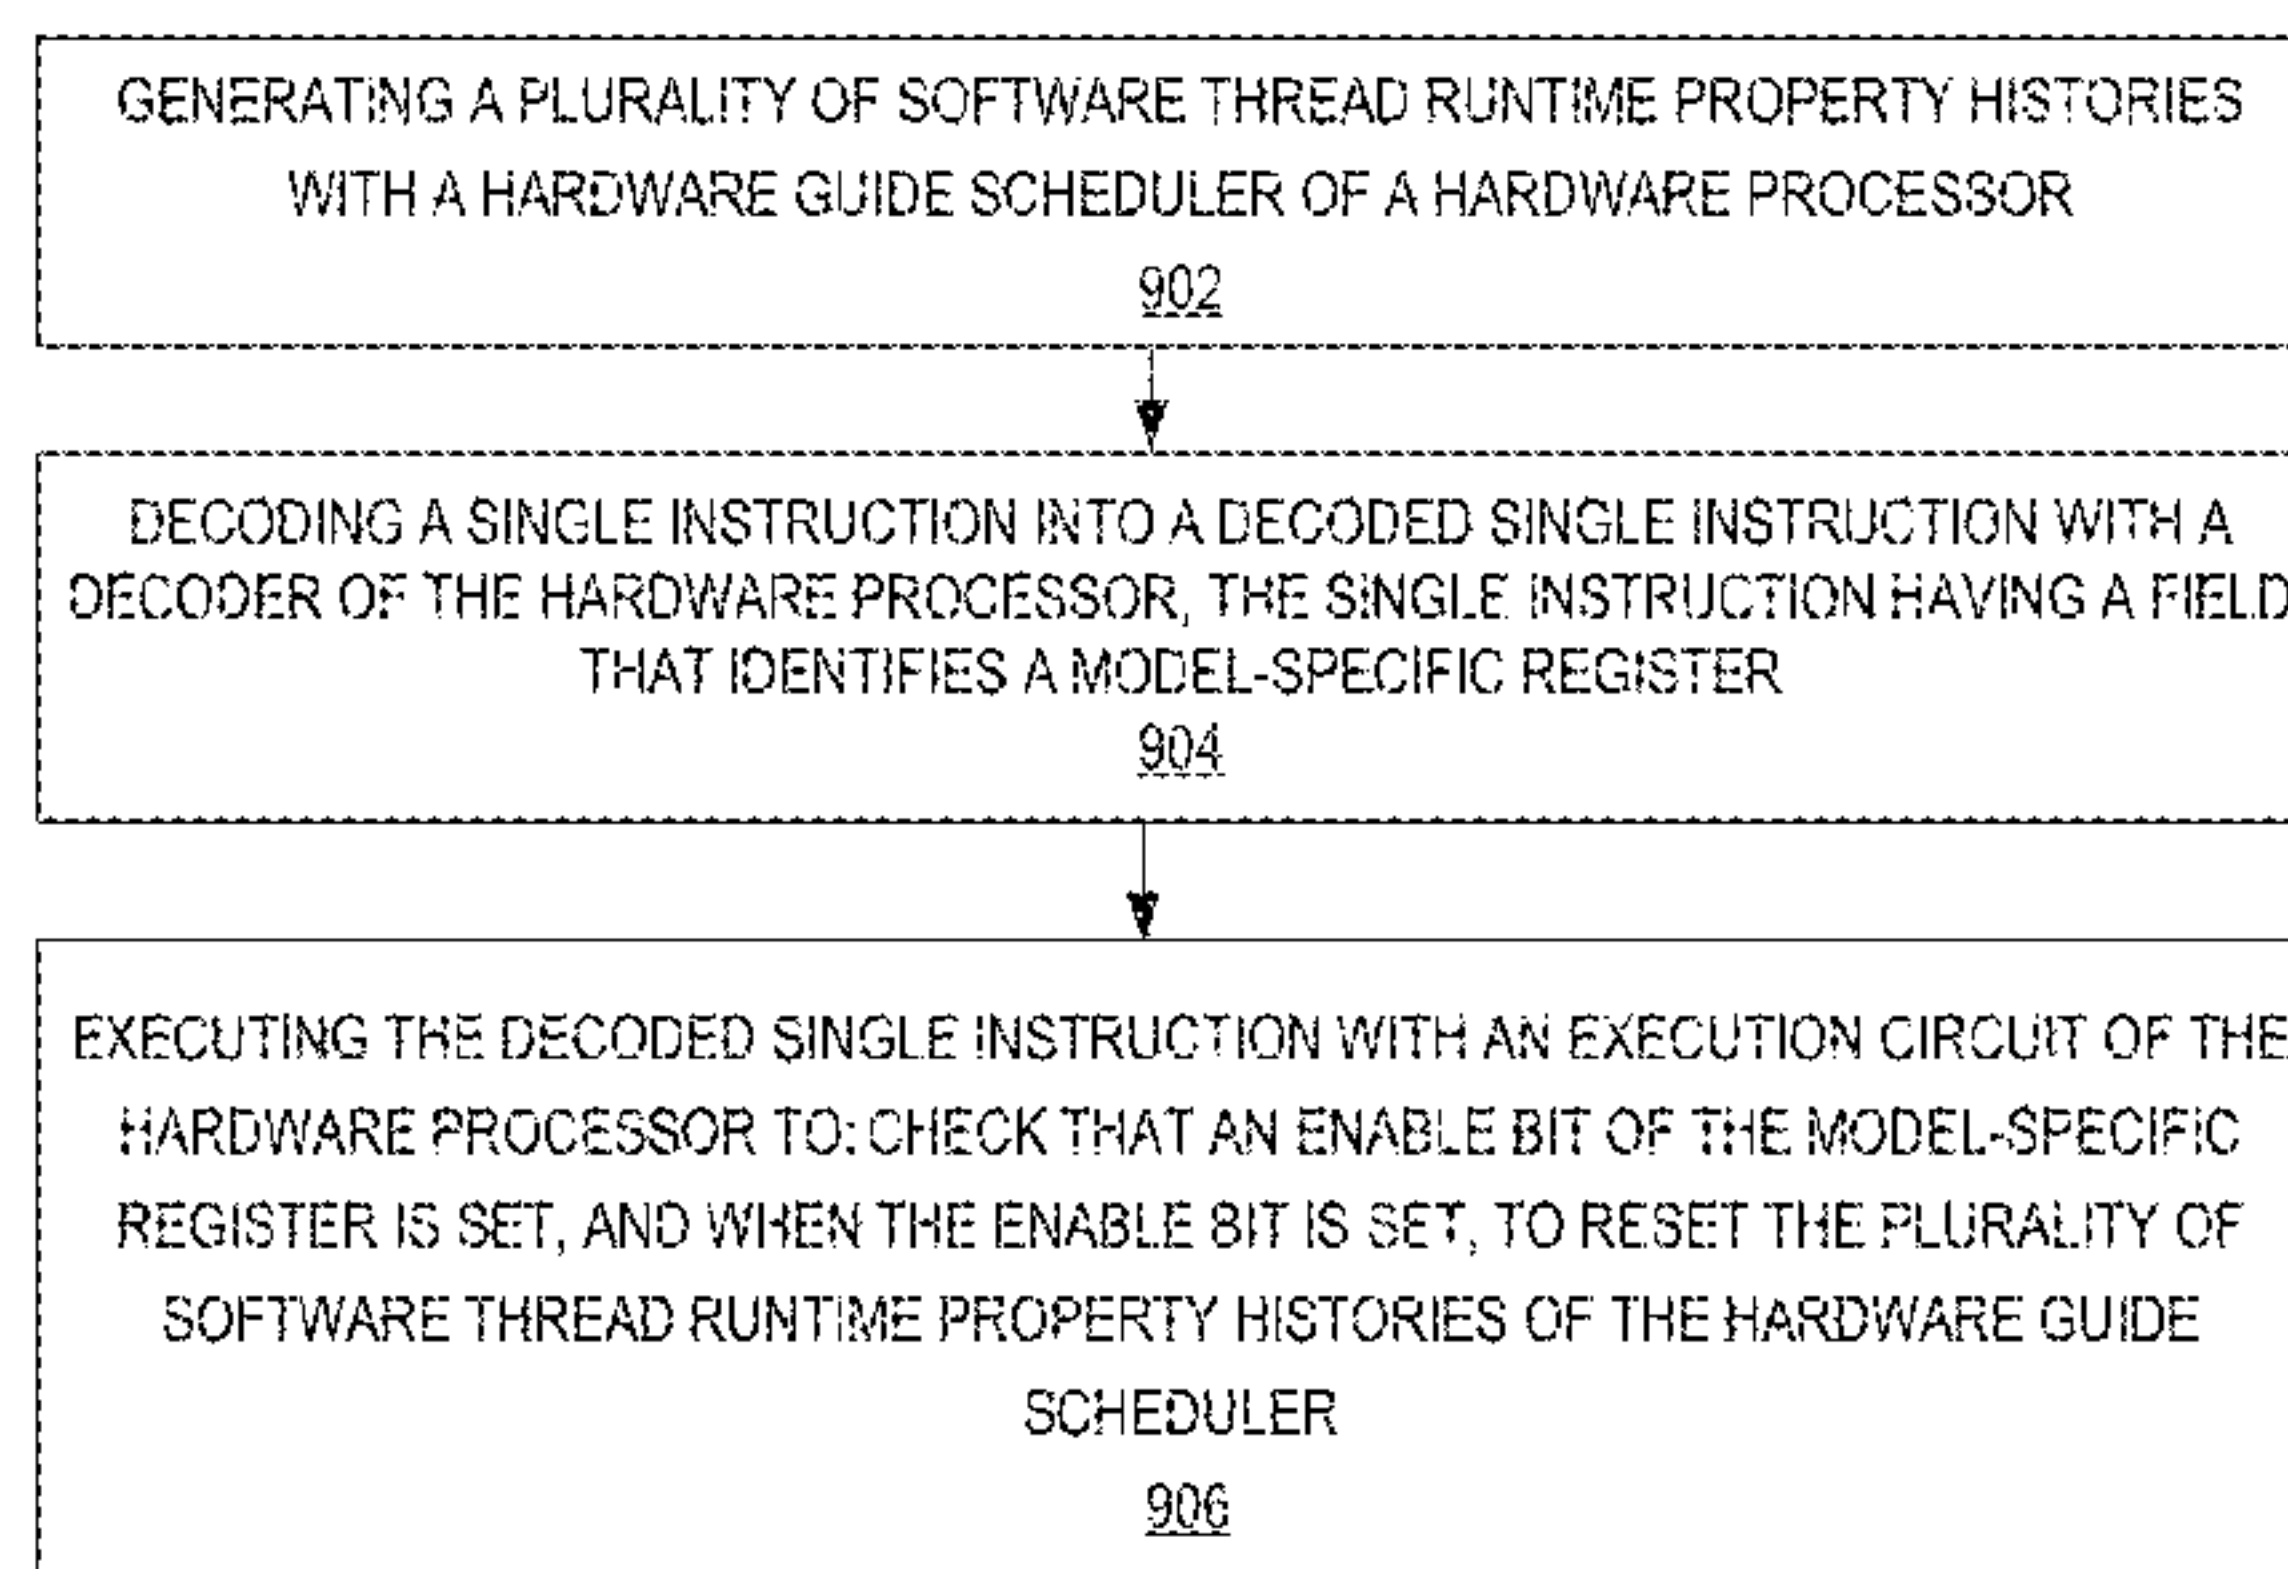 GENERATING A PLURALITY OF SOFTWARE THREAD RUNTIME PROPERTY HISTORIES
WITH A HARDWARE GUIDE SCHEDULER OF A HARDWARE PROCESSOR
902
DECODING A SINGLE INSTRUCTION INTO A DECODED SINGLE INSTRUCTION WITH A
DECODER OF THE HARDWARE PROCESSOR, THE SINGLE INSTRUCTION HAVING A FIELD
THAT IDENTIFIES A MODEL-SPECIFIC REGISTER
904
EXECUTING THE DECODED SINGLE INSTRUCTION WITH AN EXECUTION CIRCUIT OF THE
HARDWARE PROCESSOR TO: CHECK THAT AN ENABLE BIT OF THE MODEL-SPECIFIC
REGISTER IS SET, AND WHEN THE ENABLE BIT IS SET, TO RESET THE PLURALITY OF
SOFTWARE THREAD RUNTIME PROPERTY HISTORIES OF THE HARDWARE GUIDE
SCHEDULER
906